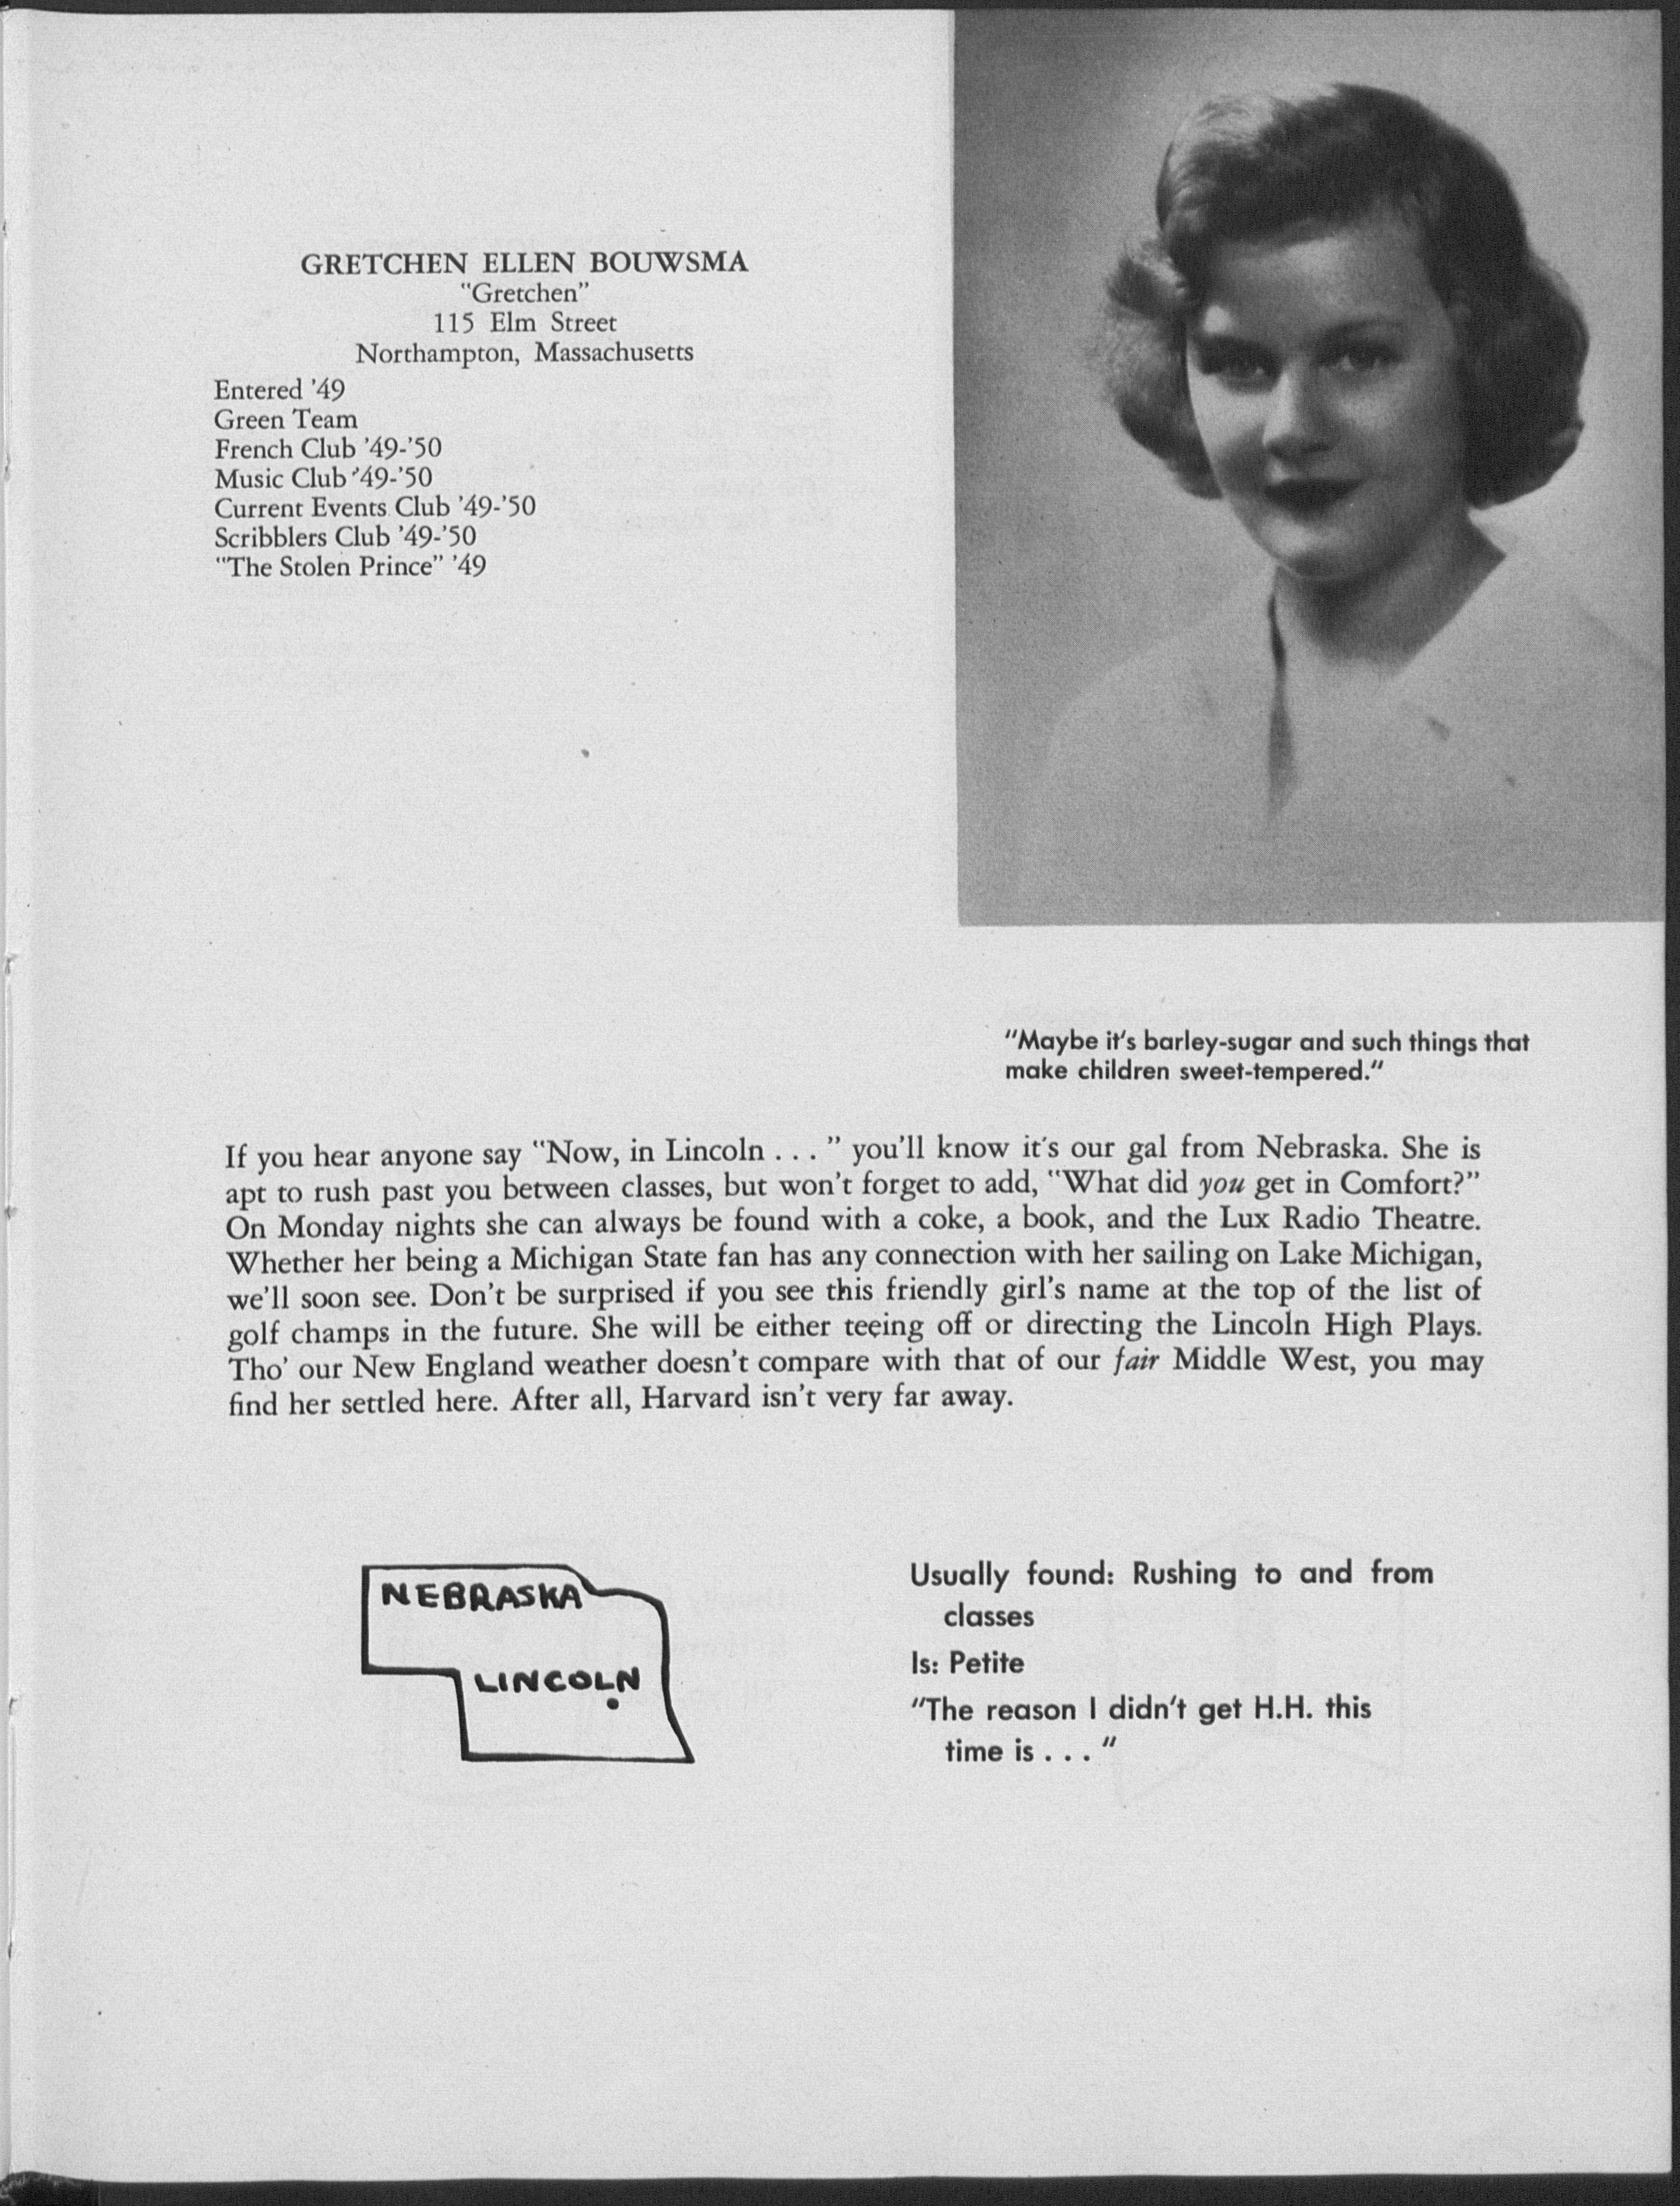 GRETCHEN ELLEN BOUWSMA
"Gretchen"
115 Elm Street
Northampton, Massachusetts
Entered '49
Green Team
French Club '49-'50
Music Club '49-'50
Current Events Club '49-'50
Scribblers Club '49-'50
"The Stolen Prince" '49
"Maybe it's barley-sugar and such things that
make children sweet-tempered."
If you hear anyone say "Now, in Lincoln . . . " you'll know it's our gal from Nebraska. She is
apt to rush past you between classes, but won't forget to add, "What did you get in Comfort?"
On Monday nights she can always be found with a coke, a book, and the Lux Radio Theatre.
Whether her being a Michigan State fan has any connection with her sailing on Lake Michigan,
we'll soon see. Don't be surprised if you see this friendly girl's name at the top of the list of
golf champs in the future. She will be either teeing off or directing the Lincoln High Plays.
Tho' our New England weather doesn't compare with that of our fair Middle West, you may
find her settled here. After all, Harvard isn't very far away.
NEBRASKA
LINCOLN
Usually found: Rushing to and from
classes
Is: Petite
"The reason I didn't get H.H. this
time is . . . "